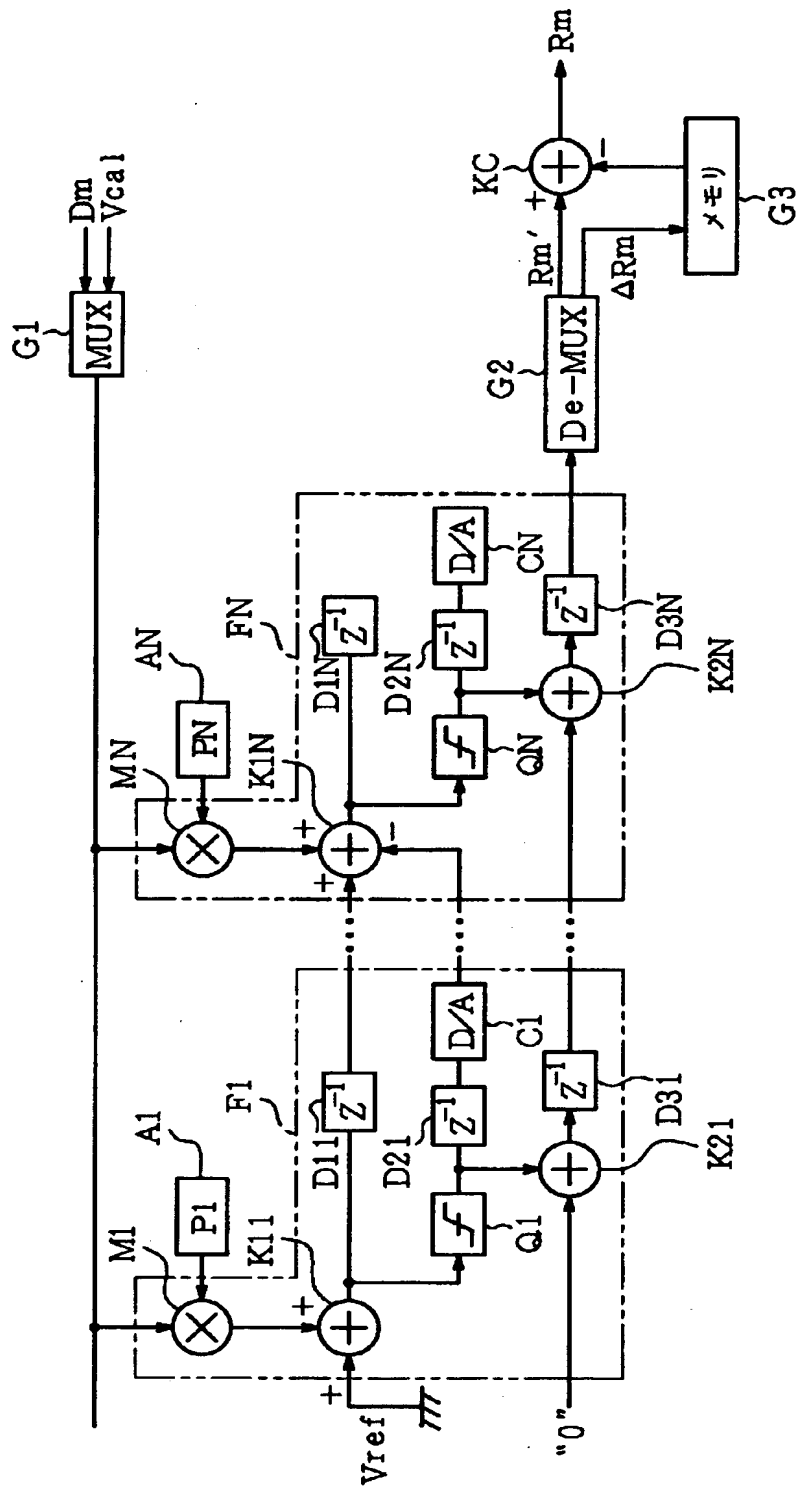 G1
MUX
Dm
Vcal
M1
A1
P1
K11
F1
D11
Z⁻¹
D21
Z⁻¹
D/A
C1
Q1
Z⁻¹
D31
K21
+
+
Vref
"0"
MN
AN
PN
K1N
FN
D1N
Z⁻¹
D2N
Z⁻¹
D/A
CN
QN
Z⁻¹
D3N
K2N
+
+
-
G2
De-MUX
Rm′
ΔRm
KC
+
-
Rm
メモリ
G3